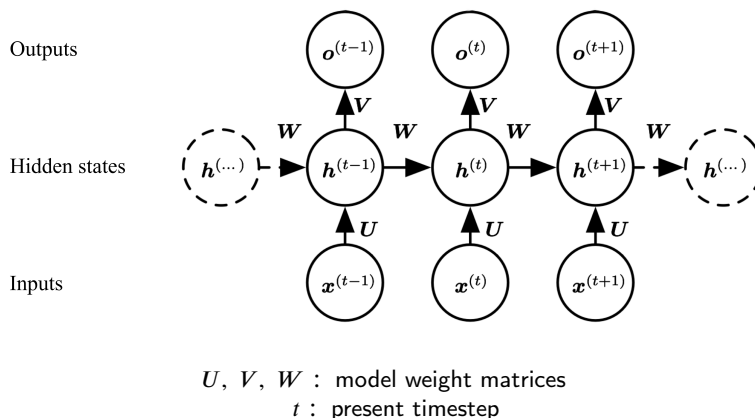 Outputs o^(t−1) o^(t) o^(t+1)
V V V
W W W W
Hidden states h^(...) h^(t−1) h^(t) h^(t+1) h^(...)
U U U
Inputs x^(t−1) x^(t) x^(t+1)
U, V, W : model weight matrices
t : present timestep